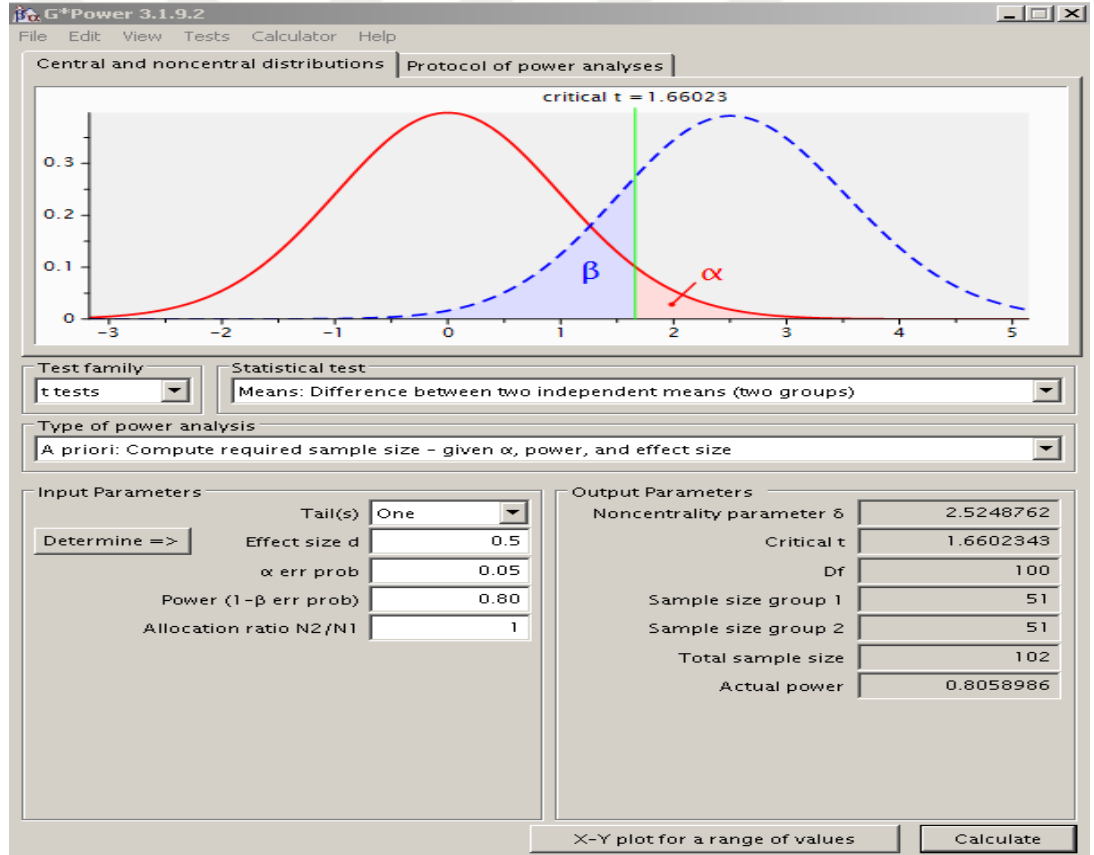 βα G*Power 3.1.9.2
File Edit View Tests Calculator Help
Central and noncentral distributions Protocol of power analyses
critical t = 1.66023
0.3
0.2
0.1
0
β
α
-3 -2 -1 0 1 2 3 4 5
Test family
t tests
Statistical test
Means: Difference between two independent means (two groups)
Type of power analysis
A priori: Compute required sample size - given α, power, and effect size
Input Parameters
Tail(s) One
Determine => Effect size d 0.5
α err prob 0.05
Power (1-β err prob) 0.80
Allocation ratio N2/N1 1
Output Parameters
Noncentrality parameter δ 2.5248762
Critical t 1.6602343
Df 100
Sample size group 1 51
Sample size group 2 51
Total sample size 102
Actual power 0.8058986
X-Y plot for a range of values Calculate